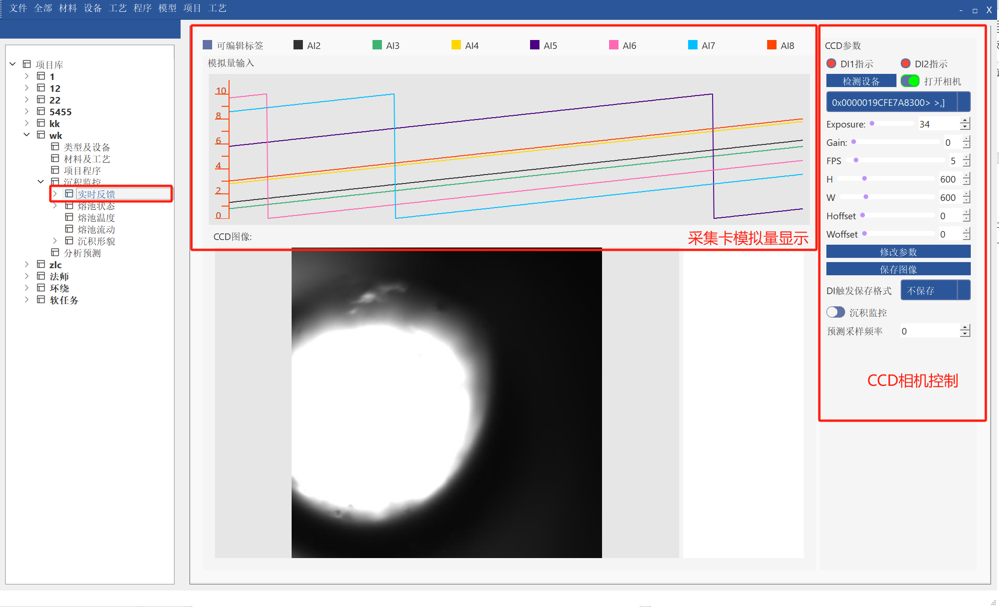 文件 全部 材料 设备 工艺 程序 模型 项目 工艺
- □ X
项目库
1
12
22
5455
kk
wk
类型及设备
材料及工艺
项目程序
沉积监控
实时反馈
熔池状态
熔池温度
熔池流动
沉积形貌
分析预测
zlc
法师
环绕
软任务
可编辑标签 AI2 AI3 AI4 AI5 AI6 AI7 AI8
模拟量输入
10
8
6
4
2
0
CCD图像:
采集卡模拟量显示
CCD参数
DI1指示 DI2指示
检测设备 打开相机
0x0000019CFE7A8300> >,]
Exposure: 34
Gain: 0
FPS 5
H 600
W 600
Hoffset 0
Woffset 0
修改参数
保存图像
DI触发保存格式 不保存
沉积监控
预测采样频率 0
CCD相机控制